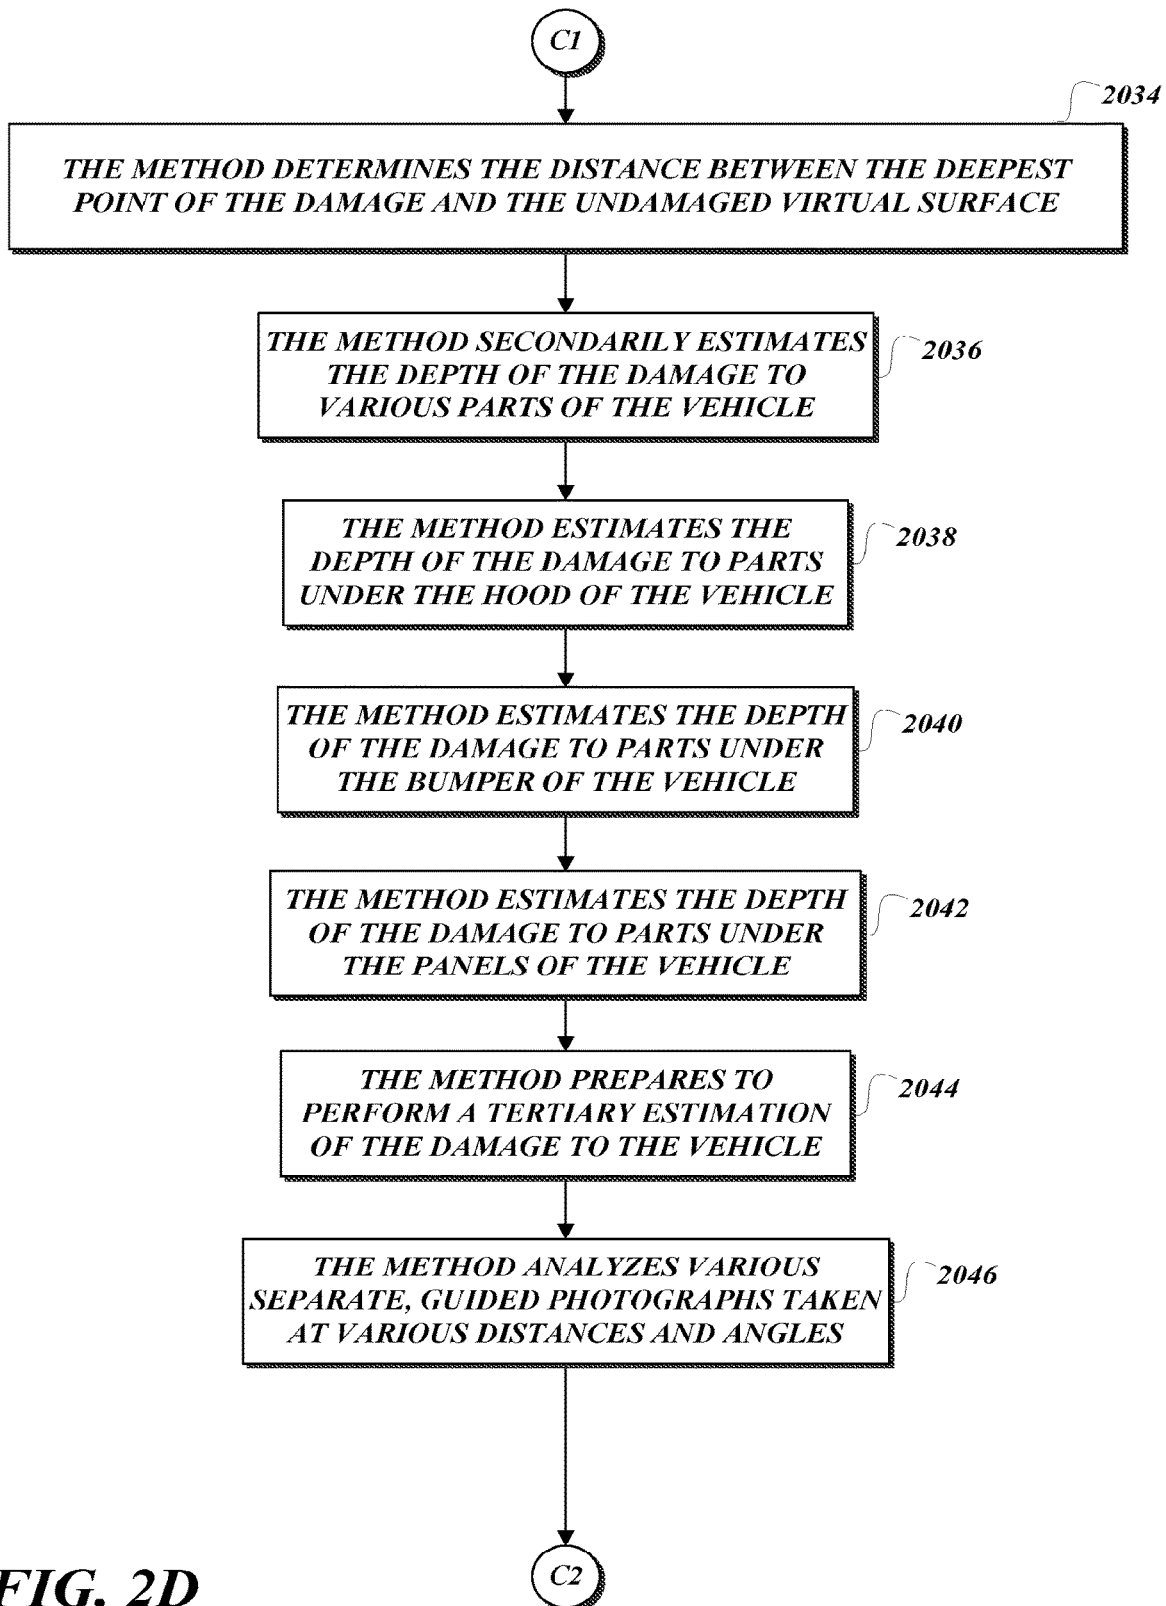 C1
2034
THE METHOD DETERMINES THE DISTANCE BETWEEN THE DEEPEST
POINT OF THE DAMAGE AND THE UNDAMAGED VIRTUAL SURFACE
THE METHOD SECONDARILY ESTIMATES
THE DEPTH OF THE DAMAGE TO
VARIOUS PARTS OF THE VEHICLE
2036
THE METHOD ESTIMATES THE
DEPTH OF THE DAMAGE TO PARTS
UNDER THE HOOD OF THE VEHICLE
2038
THE METHOD ESTIMATES THE DEPTH
OF THE DAMAGE TO PARTS UNDER
THE BUMPER OF THE VEHICLE
2040
THE METHOD ESTIMATES THE DEPTH
OF THE DAMAGE TO PARTS UNDER
THE PANELS OF THE VEHICLE
2042
THE METHOD PREPARES TO
PERFORM A TERTIARY ESTIMATION
OF THE DAMAGE TO THE VEHICLE
2044
THE METHOD ANALYZES VARIOUS
SEPARATE, GUIDED PHOTOGRAPHS TAKEN
AT VARIOUS DISTANCES AND ANGLES
2046
C2
FIG. 2D